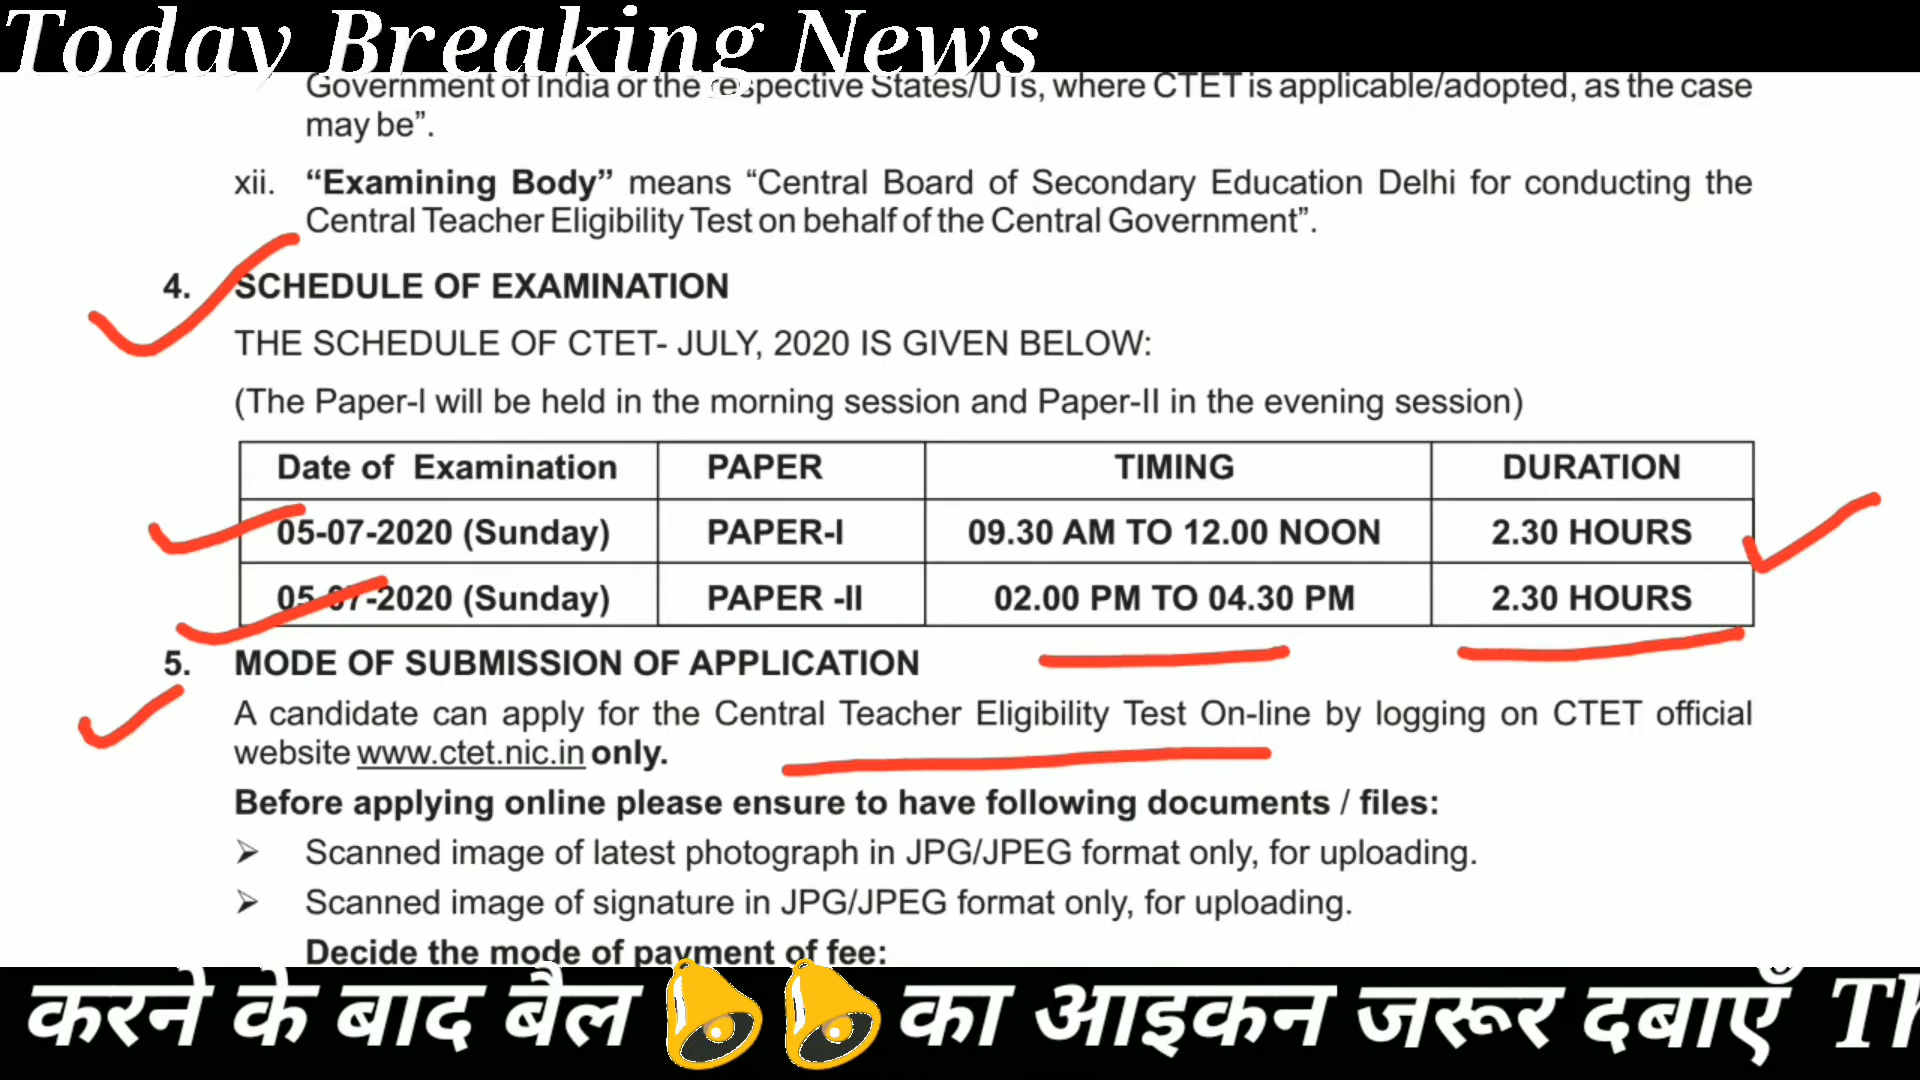 Today Breaking News
Government of India or the respective States/UTs, where CTET is applicable/adopted, as the case
may be”.
xii. “Examining Body” means “Central Board of Secondary Education Delhi for conducting the
Central Teacher Eligibility Test on behalf of the Central Government”.
4. SCHEDULE OF EXAMINATION
THE SCHEDULE OF CTET- JULY, 2020 IS GIVEN BELOW:
(The Paper-I will be held in the morning session and Paper-II in the evening session)
Date of Examination PAPER TIMING DURATION
05-07-2020 (Sunday) PAPER-I 09.30 AM TO 12.00 NOON 2.30 HOURS
05-07-2020 (Sunday) PAPER -II 02.00 PM TO 04.30 PM 2.30 HOURS
5. MODE OF SUBMISSION OF APPLICATION
A candidate can apply for the Central Teacher Eligibility Test On-line by logging on CTET official
website www.ctet.nic.in only.
Before applying online please ensure to have following documents / files:
➢ Scanned image of latest photograph in JPG/JPEG format only, for uploading.
➢ Scanned image of signature in JPG/JPEG format only, for uploading.
Decide the mode of payment of fee:
करने के बाद बैल 🔔🔔 का आइकन जरूर दबाएँ